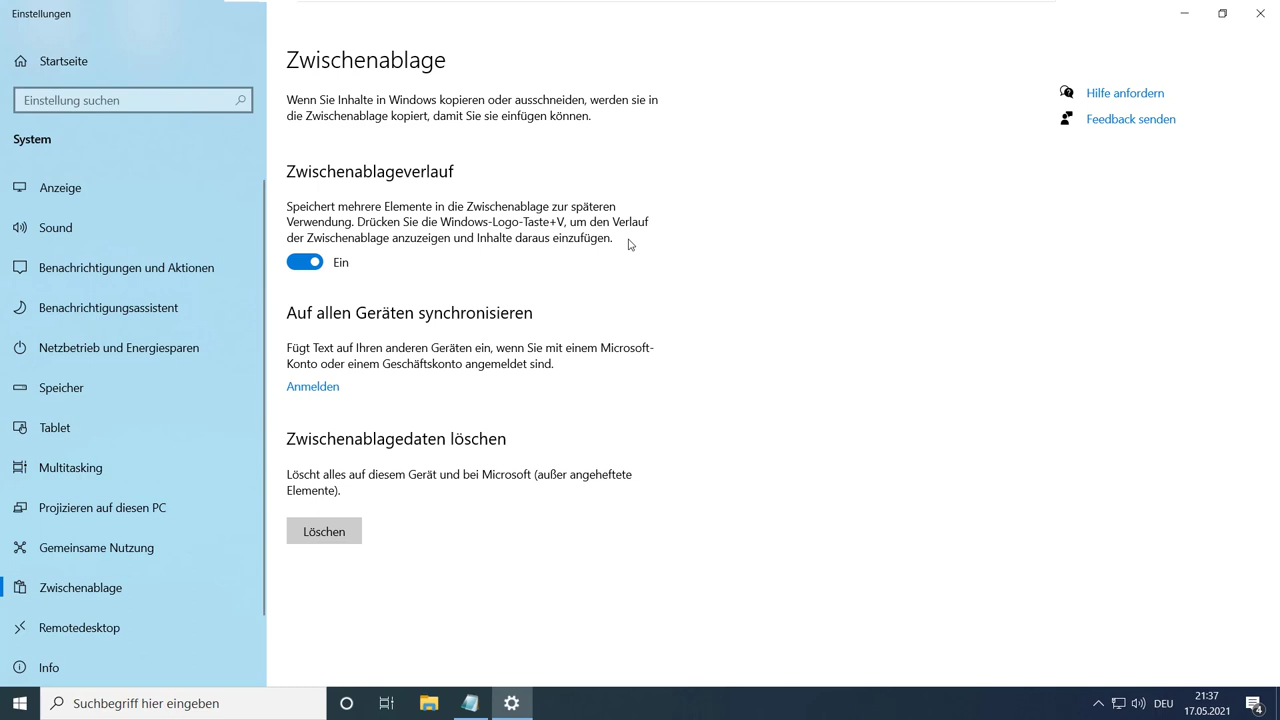 Einstellungen
Startseite
Einstellung suchen
System
Anzeige
Sound
Benachrichtigungen und Aktionen
Benachrichtigungsassistent
Netzbetrieb und Energiesparen
Speicher
Tablet
Multitasking
Projizieren auf diesen PC
Gemeinsame Nutzung
Zwischenablage
Remotedesktop
Info
Zwischenablage
Wenn Sie Inhalte in Windows kopieren oder ausschneiden, werden sie in
die Zwischenablage kopiert, damit Sie sie einfügen können.
Zwischenablageverlauf
Speichert mehrere Elemente in die Zwischenablage zur späteren
Verwendung. Drücken Sie die Windows-Logo-Taste+V, um den Verlauf
der Zwischenablage anzuzeigen und Inhalte daraus einzufügen.
Ein
Auf allen Geräten synchronisieren
Fügt Text auf Ihren anderen Geräten ein, wenn Sie mit einem Microsoft-
Konto oder einem Geschäftskonto angemeldet sind.
Anmelden
Zwischenablagedaten löschen
Löscht alles auf diesem Gerät und bei Microsoft (außer angeheftete
Elemente).
Löschen
Hilfe anfordern
Feedback senden
Suchbegriff hier eingeben
DEU
21:37
17.05.2021
4